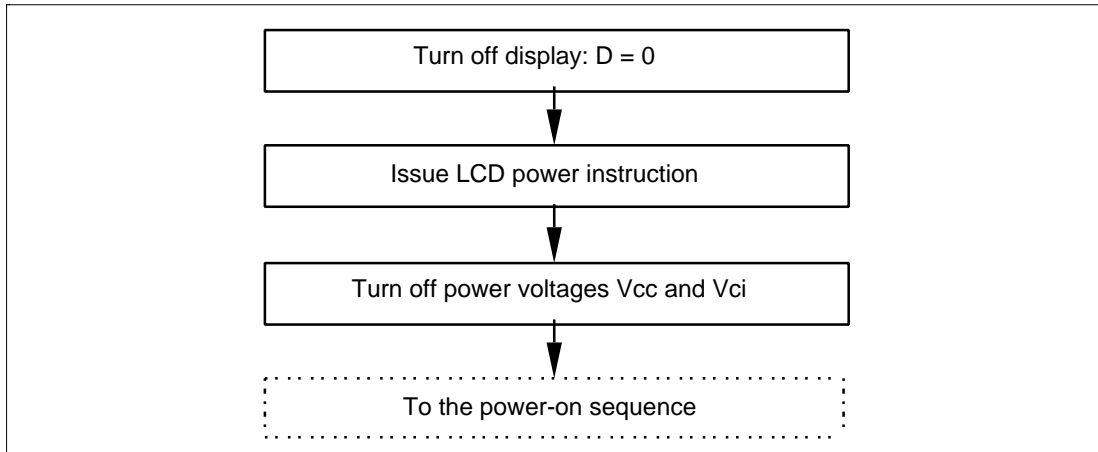 Turn off display: D = 0
Issue LCD power instruction
Turn off power voltages Vcc and Vci
To the power-on sequence